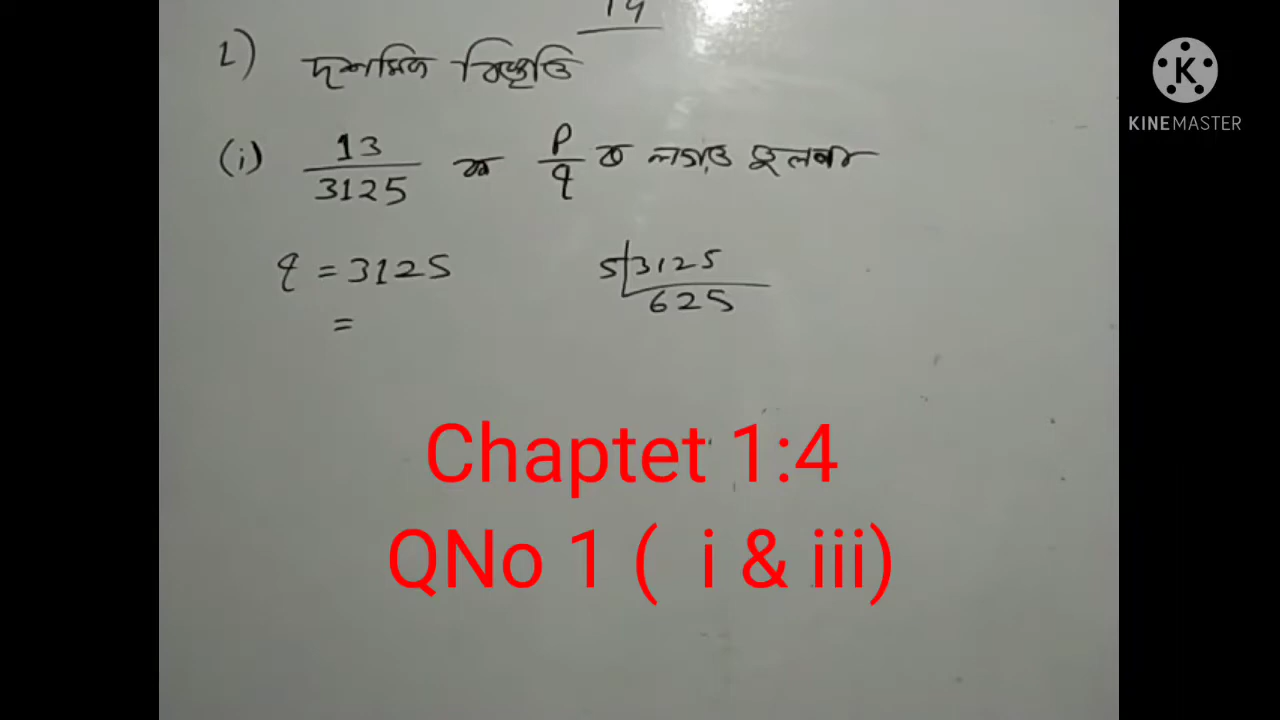 14
1) দশমিক বিস্তৃতি
(i) 13/3125 ক p/q ৰ লগত তুলনা
q = 3125 5 3125
= 625
Chaptet 1:4
QNo 1 ( i & iii)
K
KINEMASTER